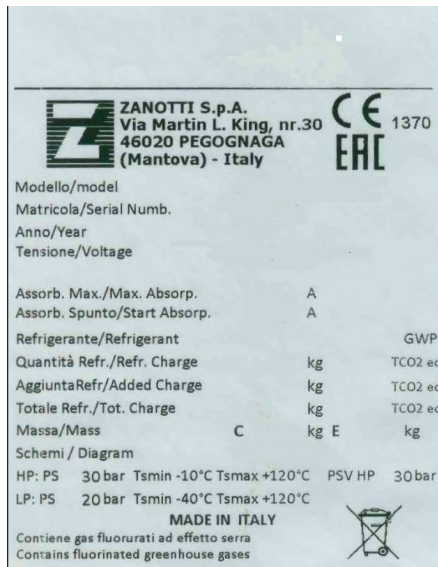 ZANOTTI S.p.A.
Via Martin L. King, nr.30
46020 PEGOGNAGA
(Mantova) - Italy
CE 1370
EAC
Modello/model
Matricola/Serial Numb.
Anno/Year
Tensione/Voltage
Assorb. Max./Max. Absorp. A
Assorb. Spunto/Start Absorp. A
Refrigerante/Refrigerant GWP
Quantità Refr./Refr. Charge kg TCO2 ec
AggiuntaRefr/Added Charge kg TCO2 ec
Totale Refr./Tot. Charge kg TCO2 ec
Massa/Mass C kg E kg
Schemi / Diagram
HP: PS 30 bar Tsmin -10°C Tsmax +120°C PSV HP 30 bar
LP: PS 20 bar Tsmin -40°C Tsmax +120°C
MADE IN ITALY
Contiene gas fluorurati ad effetto serra
Contains fluorinated greenhouse gases